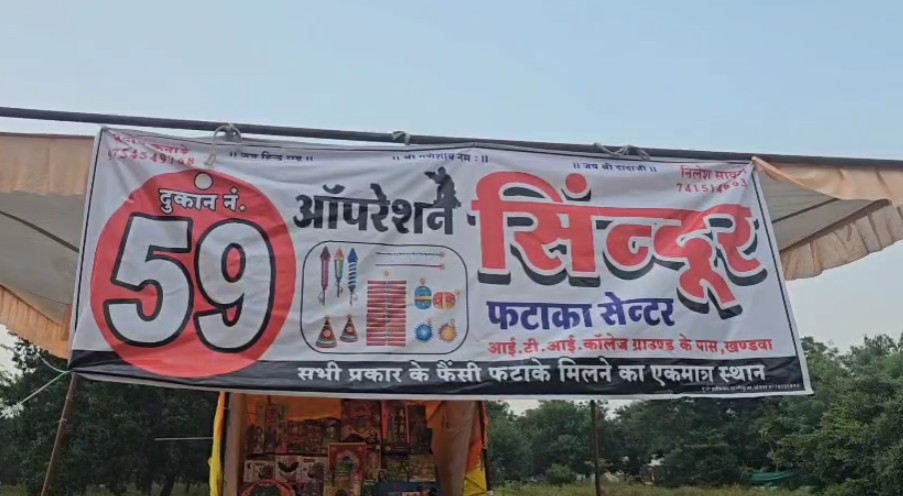 || जय हिन्द राष्ट्र ||
|| श्री गणेशाय नमः ||
|| जय श्री दादाजी ||
निलेश
दुकान नं.
59
ऑपरेशन सिंन्दूर
फटाका सेन्टर
आई.टी.आई.कॉलेज ग्राउण्ड के पास,खण्डवा
सभी प्रकार के फैंसी फटाके मिलने का एकमात्र स्थान